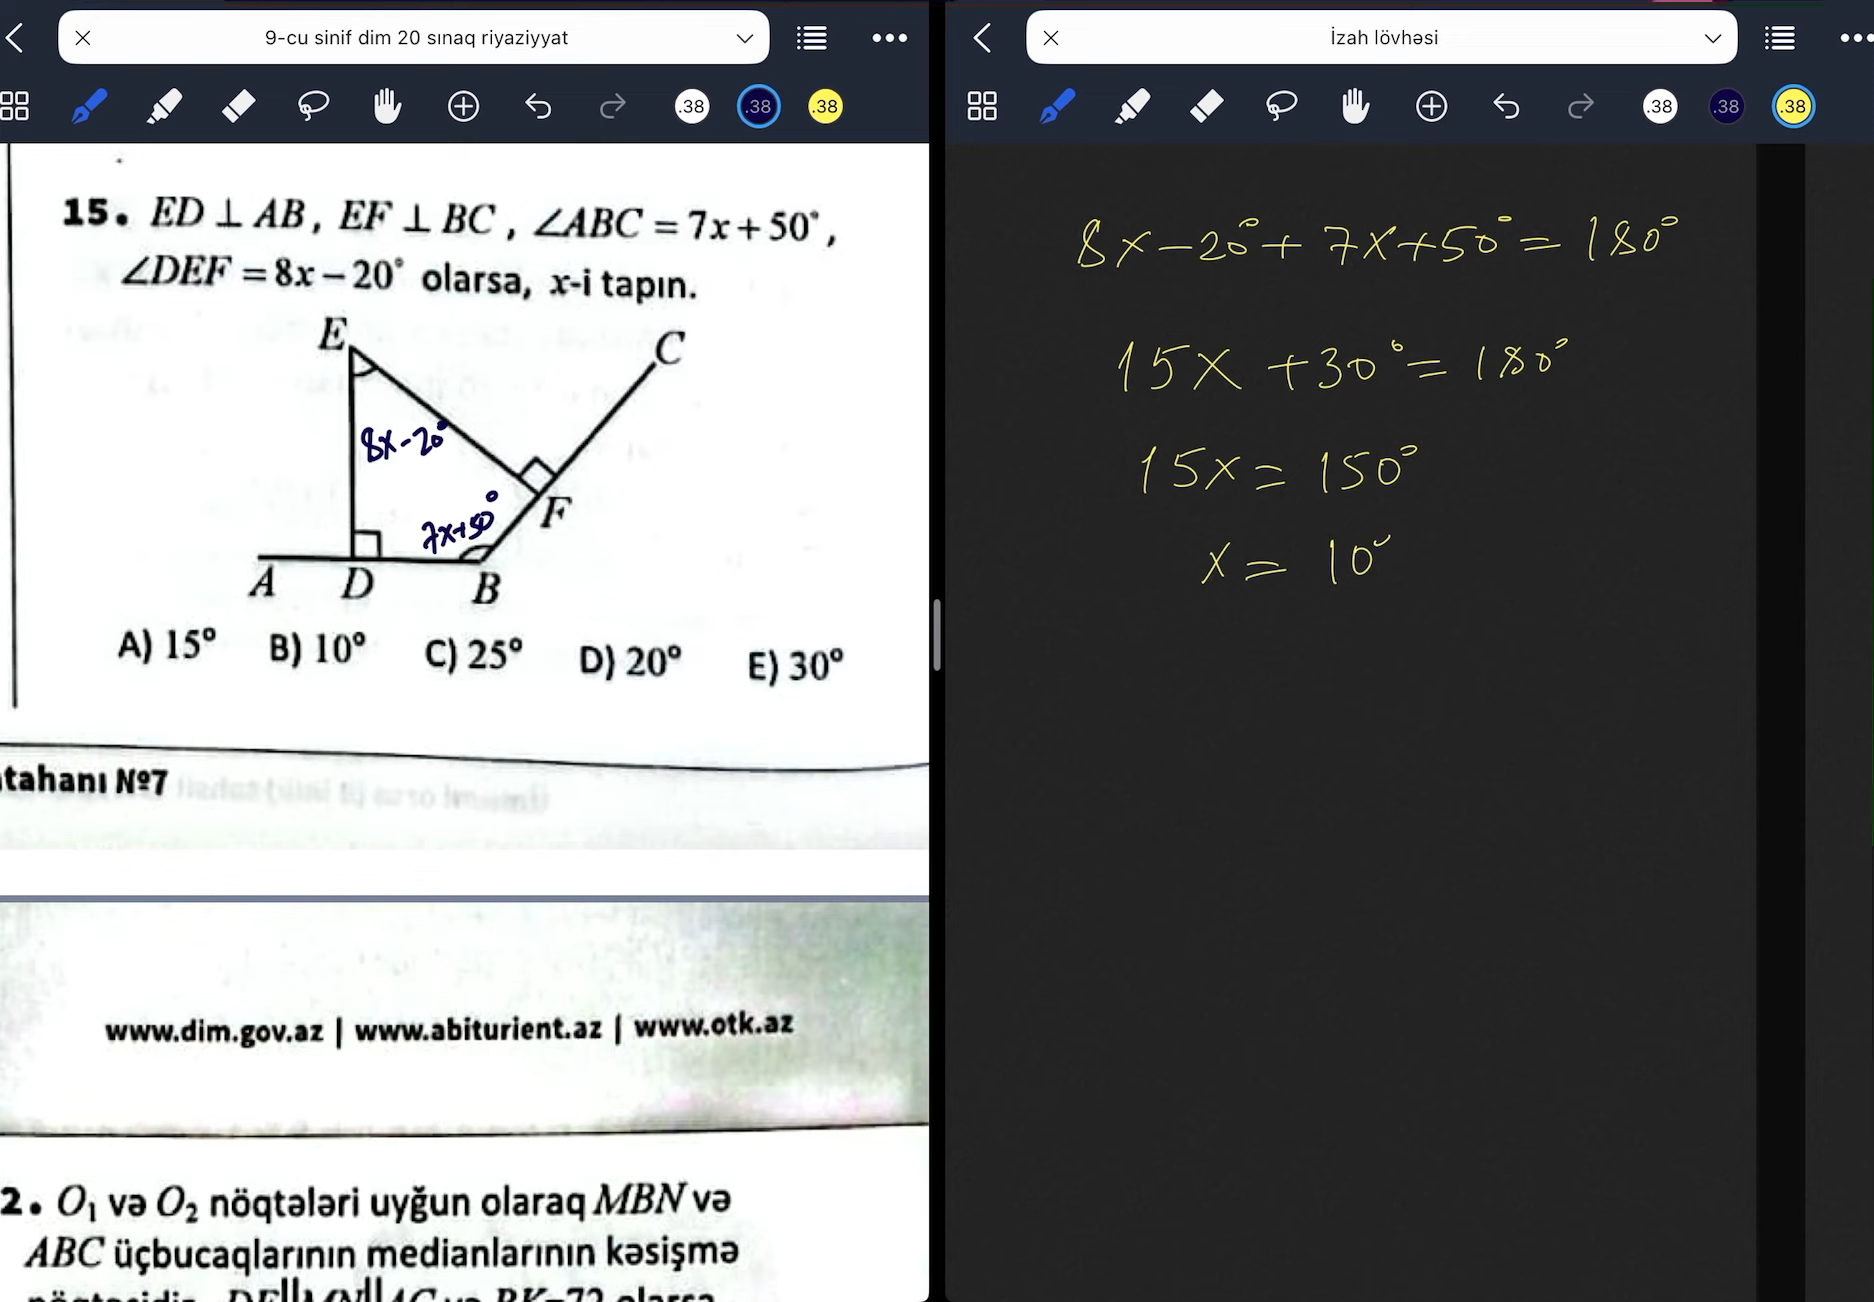 9-cu sinif dim 20 sınaq riyaziyyat
.38 .38 .38
15. ED ⊥ AB, EF ⊥ BC, ∠ABC = 7x + 50°,
∠DEF = 8x – 20° olarsa, x-i tapın.
E
C
8x-20°
7x+50°
F
A D B
A) 15° B) 10° C) 25° D) 20° E) 30°
tahanı №7
www.dim.gov.az | www.abiturient.az | www.otk.az
2. O₁ və O₂ nöqtələri uyğun olaraq MBN və
ABC üçbucaqlarının medianlarının kəsişmə
İzah lövhəsi
.38 .38 .38
8x-20°+7x+50°=180°
15x+30°=180°
15x=150°
x=10°